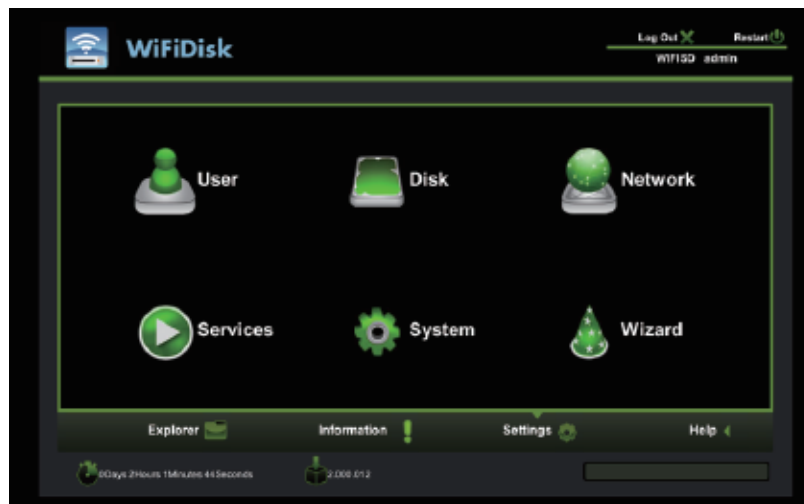 WiFiDisk
Log Out Restart
WIFISD admin
User Disk Network
Services System Wizard
Explorer Information Settings Help
0Days 2Hours 1Minutes 44Seconds 2.000.012